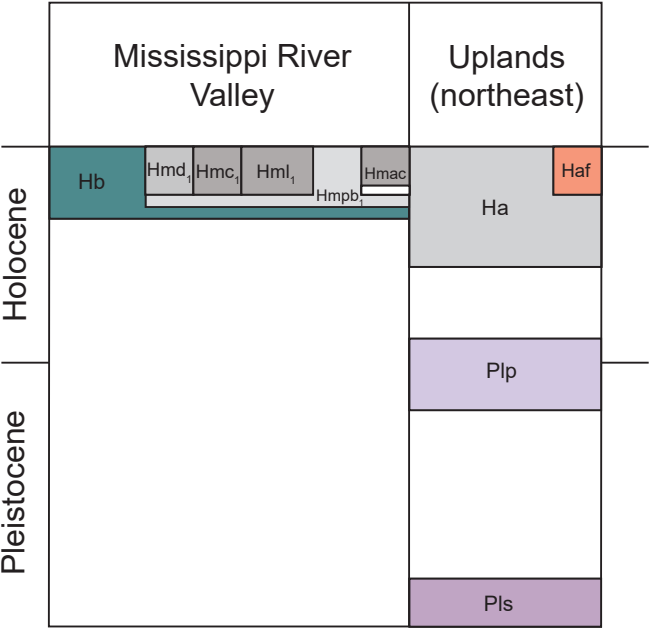 Mississippi River
Valley
Uplands
(northeast)
Holocene
Pleistocene
Hb
Hmd1
Hmc1
Hml1
Hmpb1
Hmac
Ha
Haf
Plp
Pls